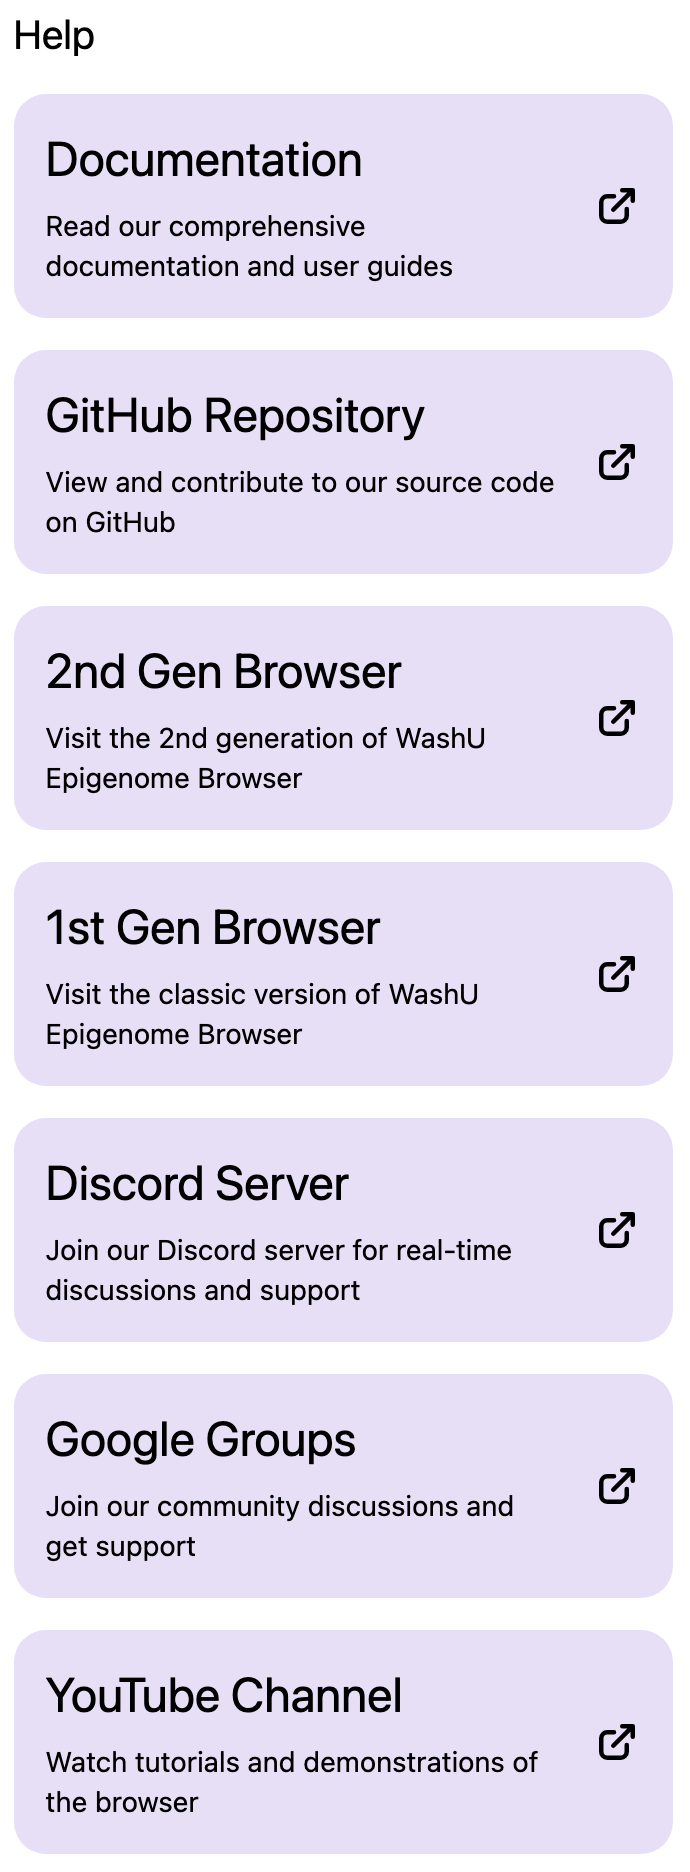 Help
Documentation
Read our comprehensive
documentation and user guides
GitHub Repository
View and contribute to our source code
on GitHub
2nd Gen Browser
Visit the 2nd generation of WashU
Epigenome Browser
1st Gen Browser
Visit the classic version of WashU
Epigenome Browser
Discord Server
Join our Discord server for real-time
discussions and support
Google Groups
Join our community discussions and
get support
YouTube Channel
Watch tutorials and demonstrations of
the browser